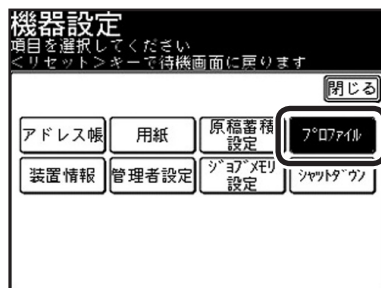 機器設定
項目を選択してください
<リセット>キーで待機画面に戻ります
閉じる
アドレス帳 用紙 原稿蓄積 プロファイル
設定
装置情報 管理者設定 ジョブメモリ シャットダウン
設定